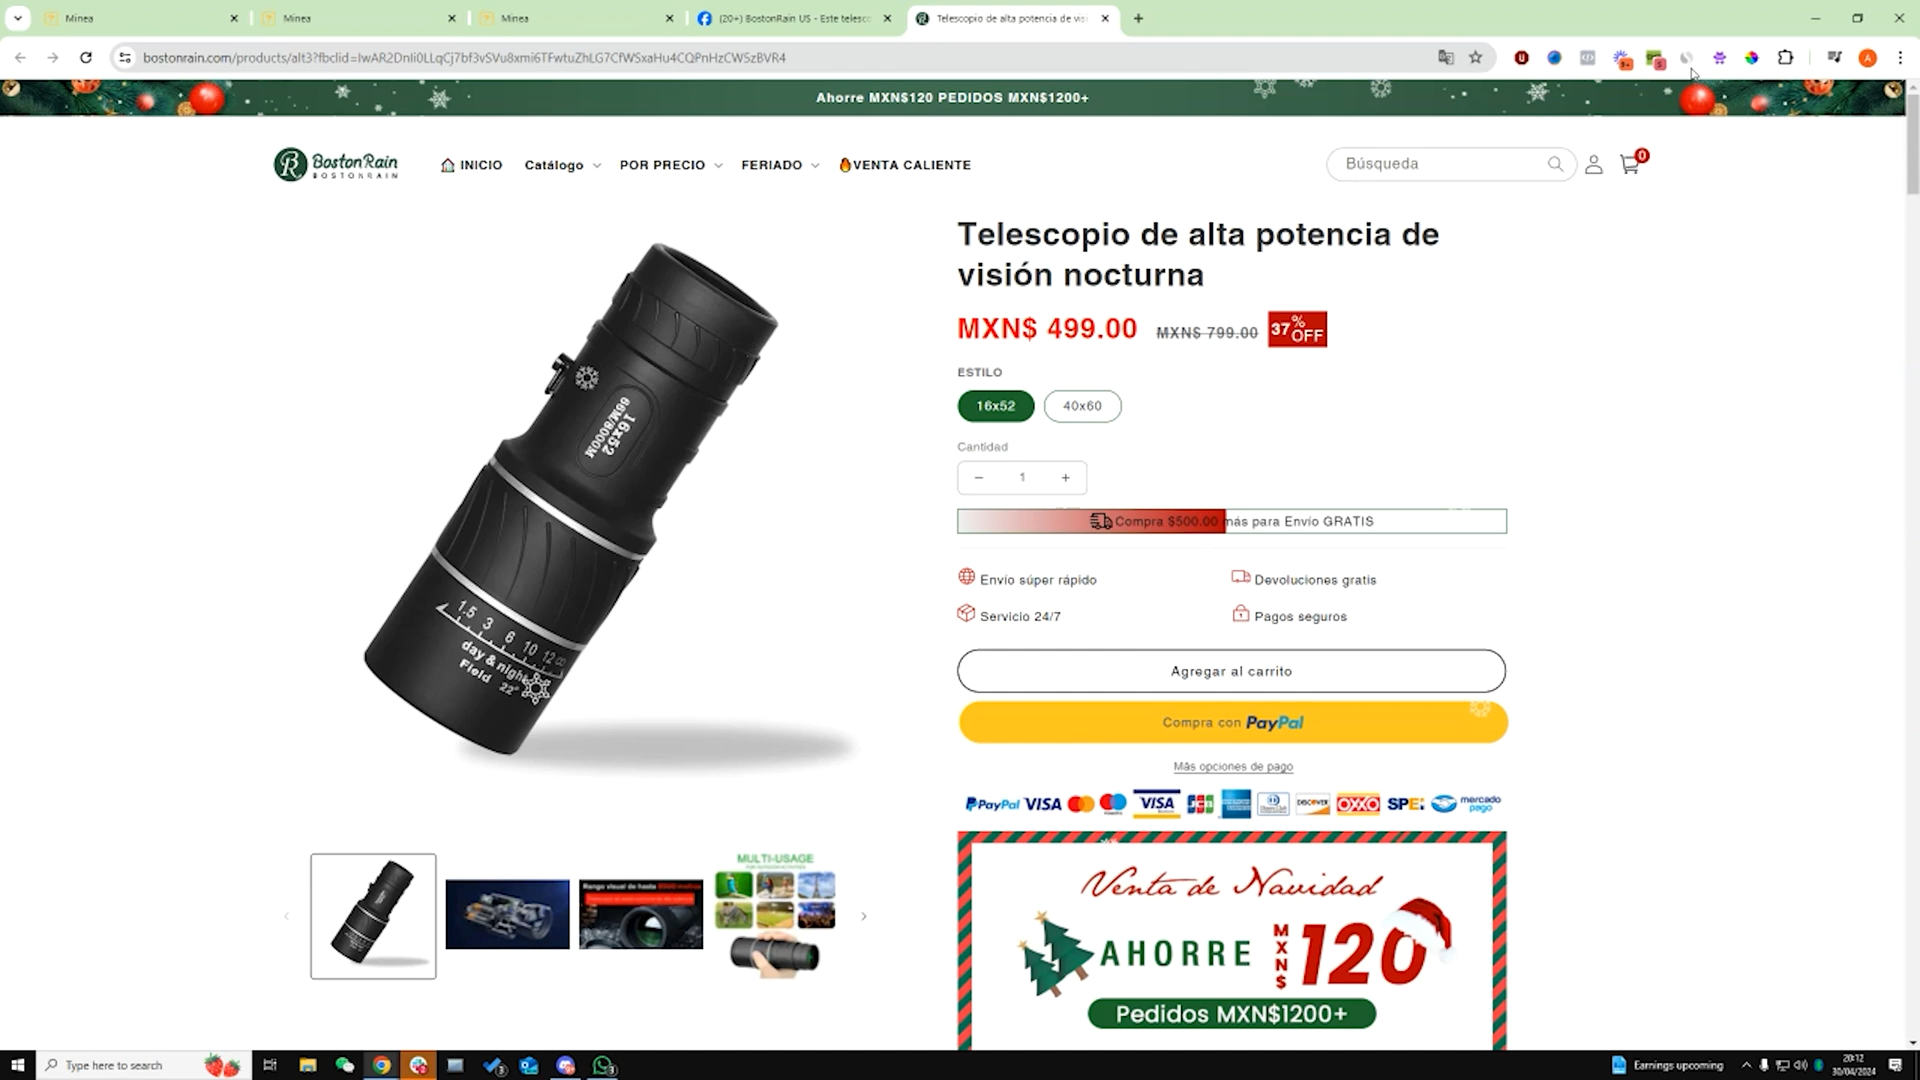 Minea
Minea
Minea
(20+) BostonRain US - Este telesco
Telescopio de alta potencia de vis
bostonrain.com/products/alt3?fbclid=IwAR2Dnli0LLqCj7bf3vSVu8xmi6TFwtuZhLG7CfWSxaHu4CQPnHzCWSzBVR4
A
Ahorre MXN$120 PEDIDOS MXN$1200+
BostonRain
BOSTONRAIN
INICIO
Catálogo
POR PRECIO
FERIADO
VENTA CALIENTE
Búsqueda
0
Telescopio de alta potencia de
visión nocturna
MXN$ 499.00 MXN$ 799.00 37% OFF
ESTILO
16x52 40x60
Cantidad
− 1 +
Compra $500.00 más para Envío GRATIS
Envío súper rápido
Devoluciones gratis
Servicio 24/7
Pagos seguros
Agregar al carrito
Compra con PayPal
Más opciones de pago
PayPal VISA VISA JCB DISCOVER OXXO SPEI mercado pago
16x52
66M/8000M
1.5 3 6 10 12 ∞
day & night
Field 22°
Rango visual de hasta 8000 metros
MULTI-USAGE
Venta de Navidad
AHORRE MXN$ 120
Pedidos MXN$1200+
Type here to search
Earnings upcoming
20:12
30/04/2024